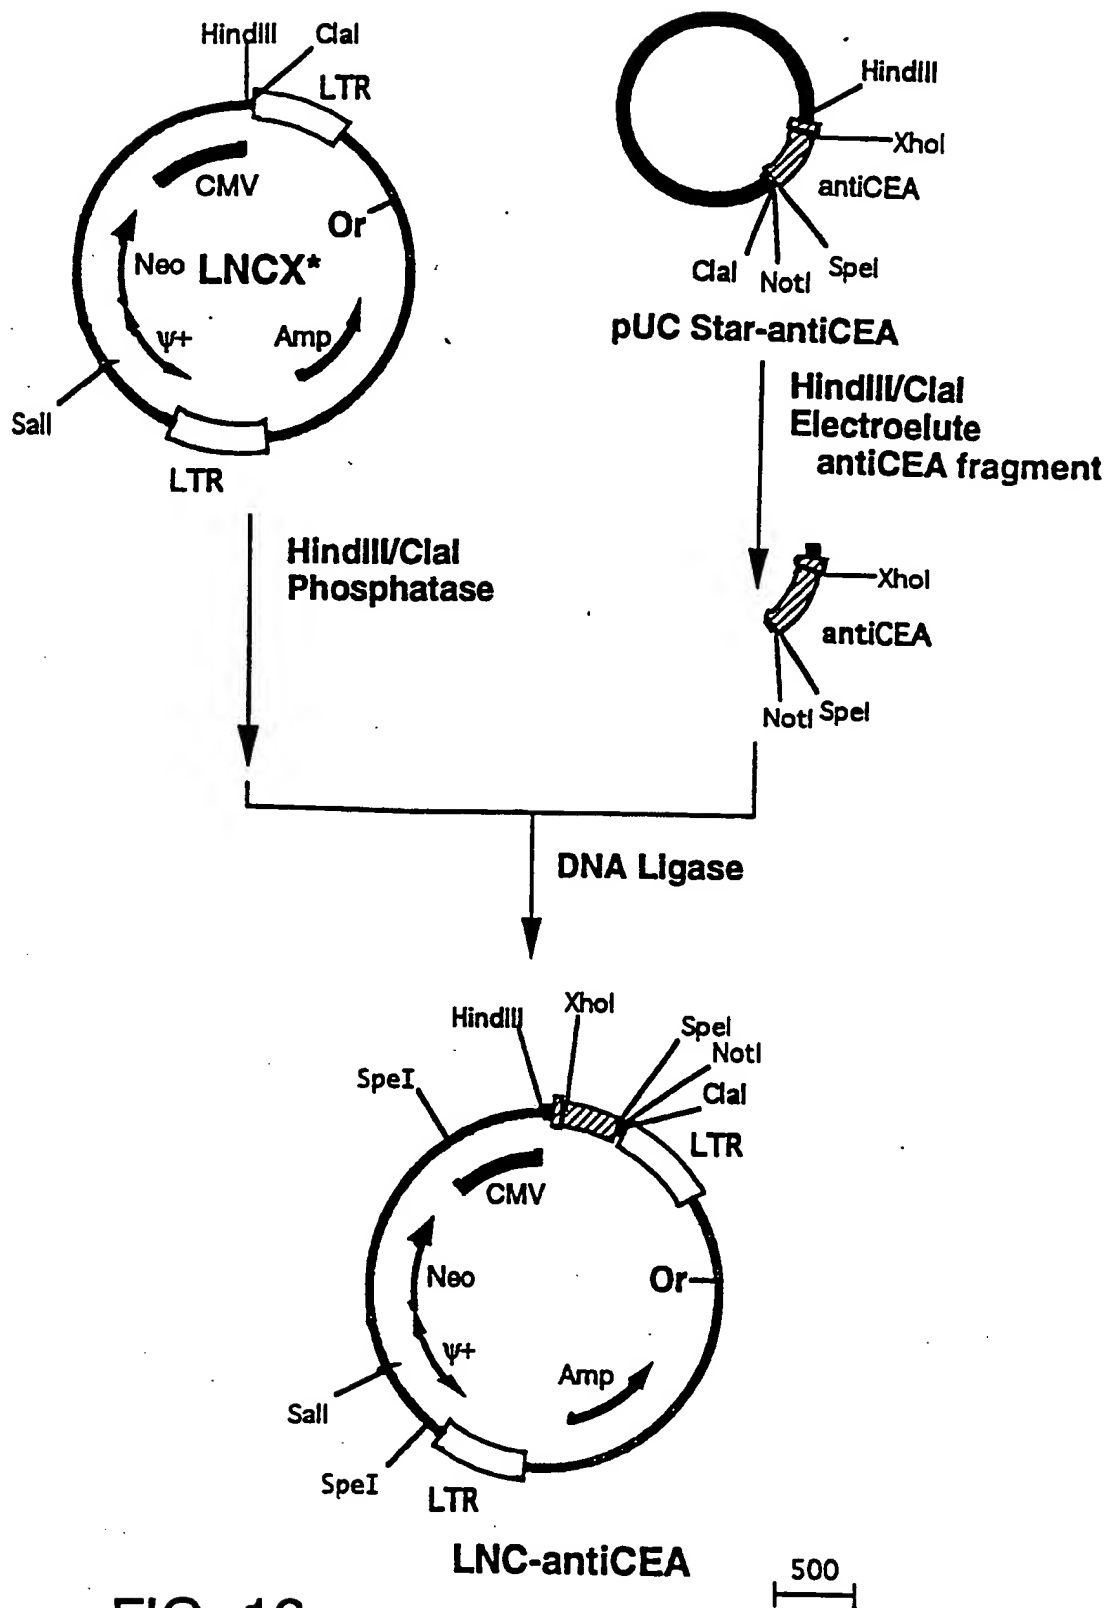 HindIII
ClaI
LTR
CMV
Or
Neo
LNCX*
ψ+
Amp
SalI
LTR
HindIII
XhoI
antiCEA
ClaI
NotI
SpeI
pUC Star-antiCEA
HindIII/ClaI
Electroelute
antiCEA fragment
HindIII/ClaI
Phosphatase
XhoI
antiCEA
NotI
SpeI
DNA Ligase
HindIII
XhoI
SpeI
NotI
ClaI
SpeI
LTR
CMV
Neo
Or
ψ+
Amp
SalI
SpeI
LTR
LNC-antiCEA
500